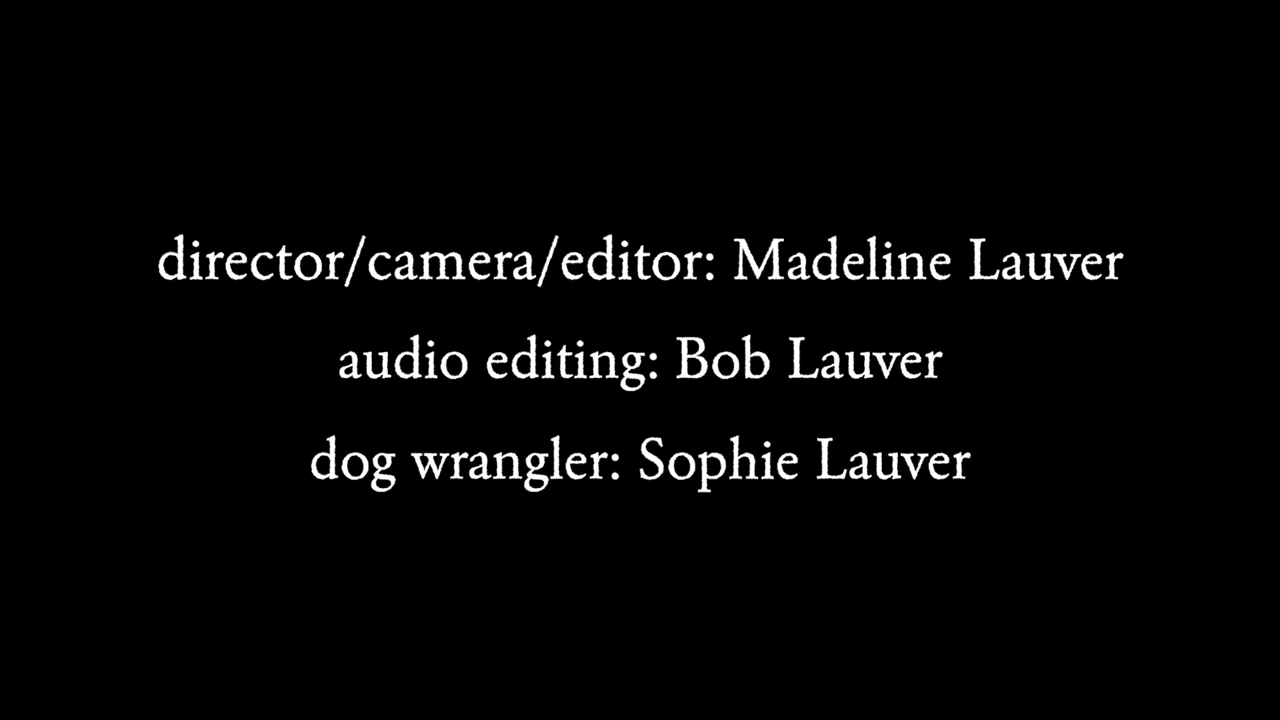 director/camera/editor: Madeline Lauver
audio editing: Bob Lauver
dog wrangler: Sophie Lauver